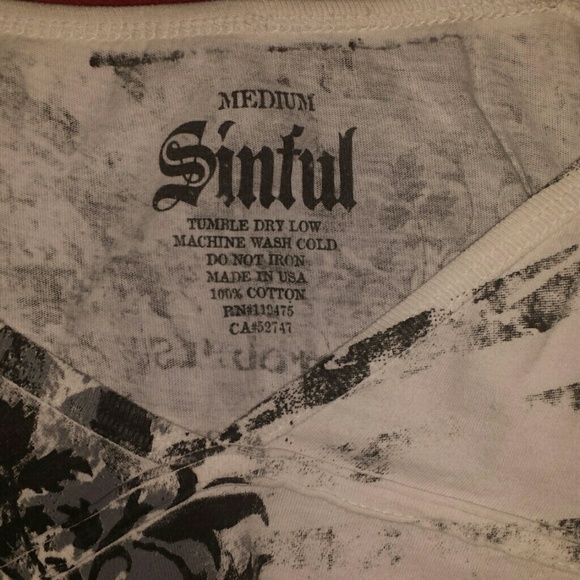 MEDIUM
Sinful
TUMBLE DRY LOW
MACHINE WASH COLD
DO NOT IRON
MADE IN USA
100% COTTON
RN#112475
CA#52747